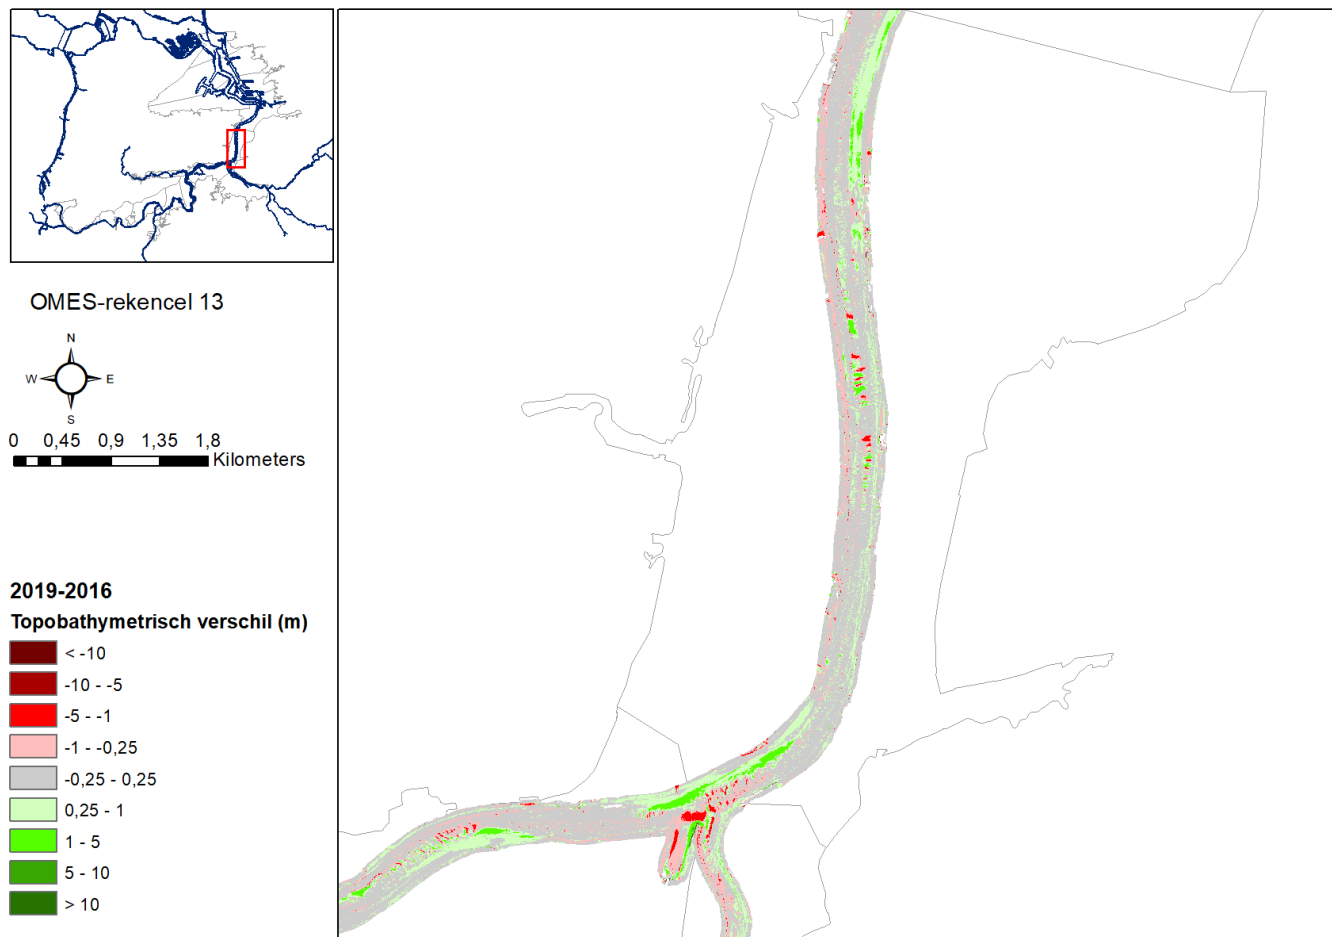 OMES-rekencel 13
N
W E
S
0 0,45 0,9 1,35 1,8
Kilometers
2019-2016
Topobathymetrisch verschil (m)
< -10
-10 - -5
-5 - -1
-1 - -0,25
-0,25 - 0,25
0,25 - 1
1 - 5
5 - 10
> 10